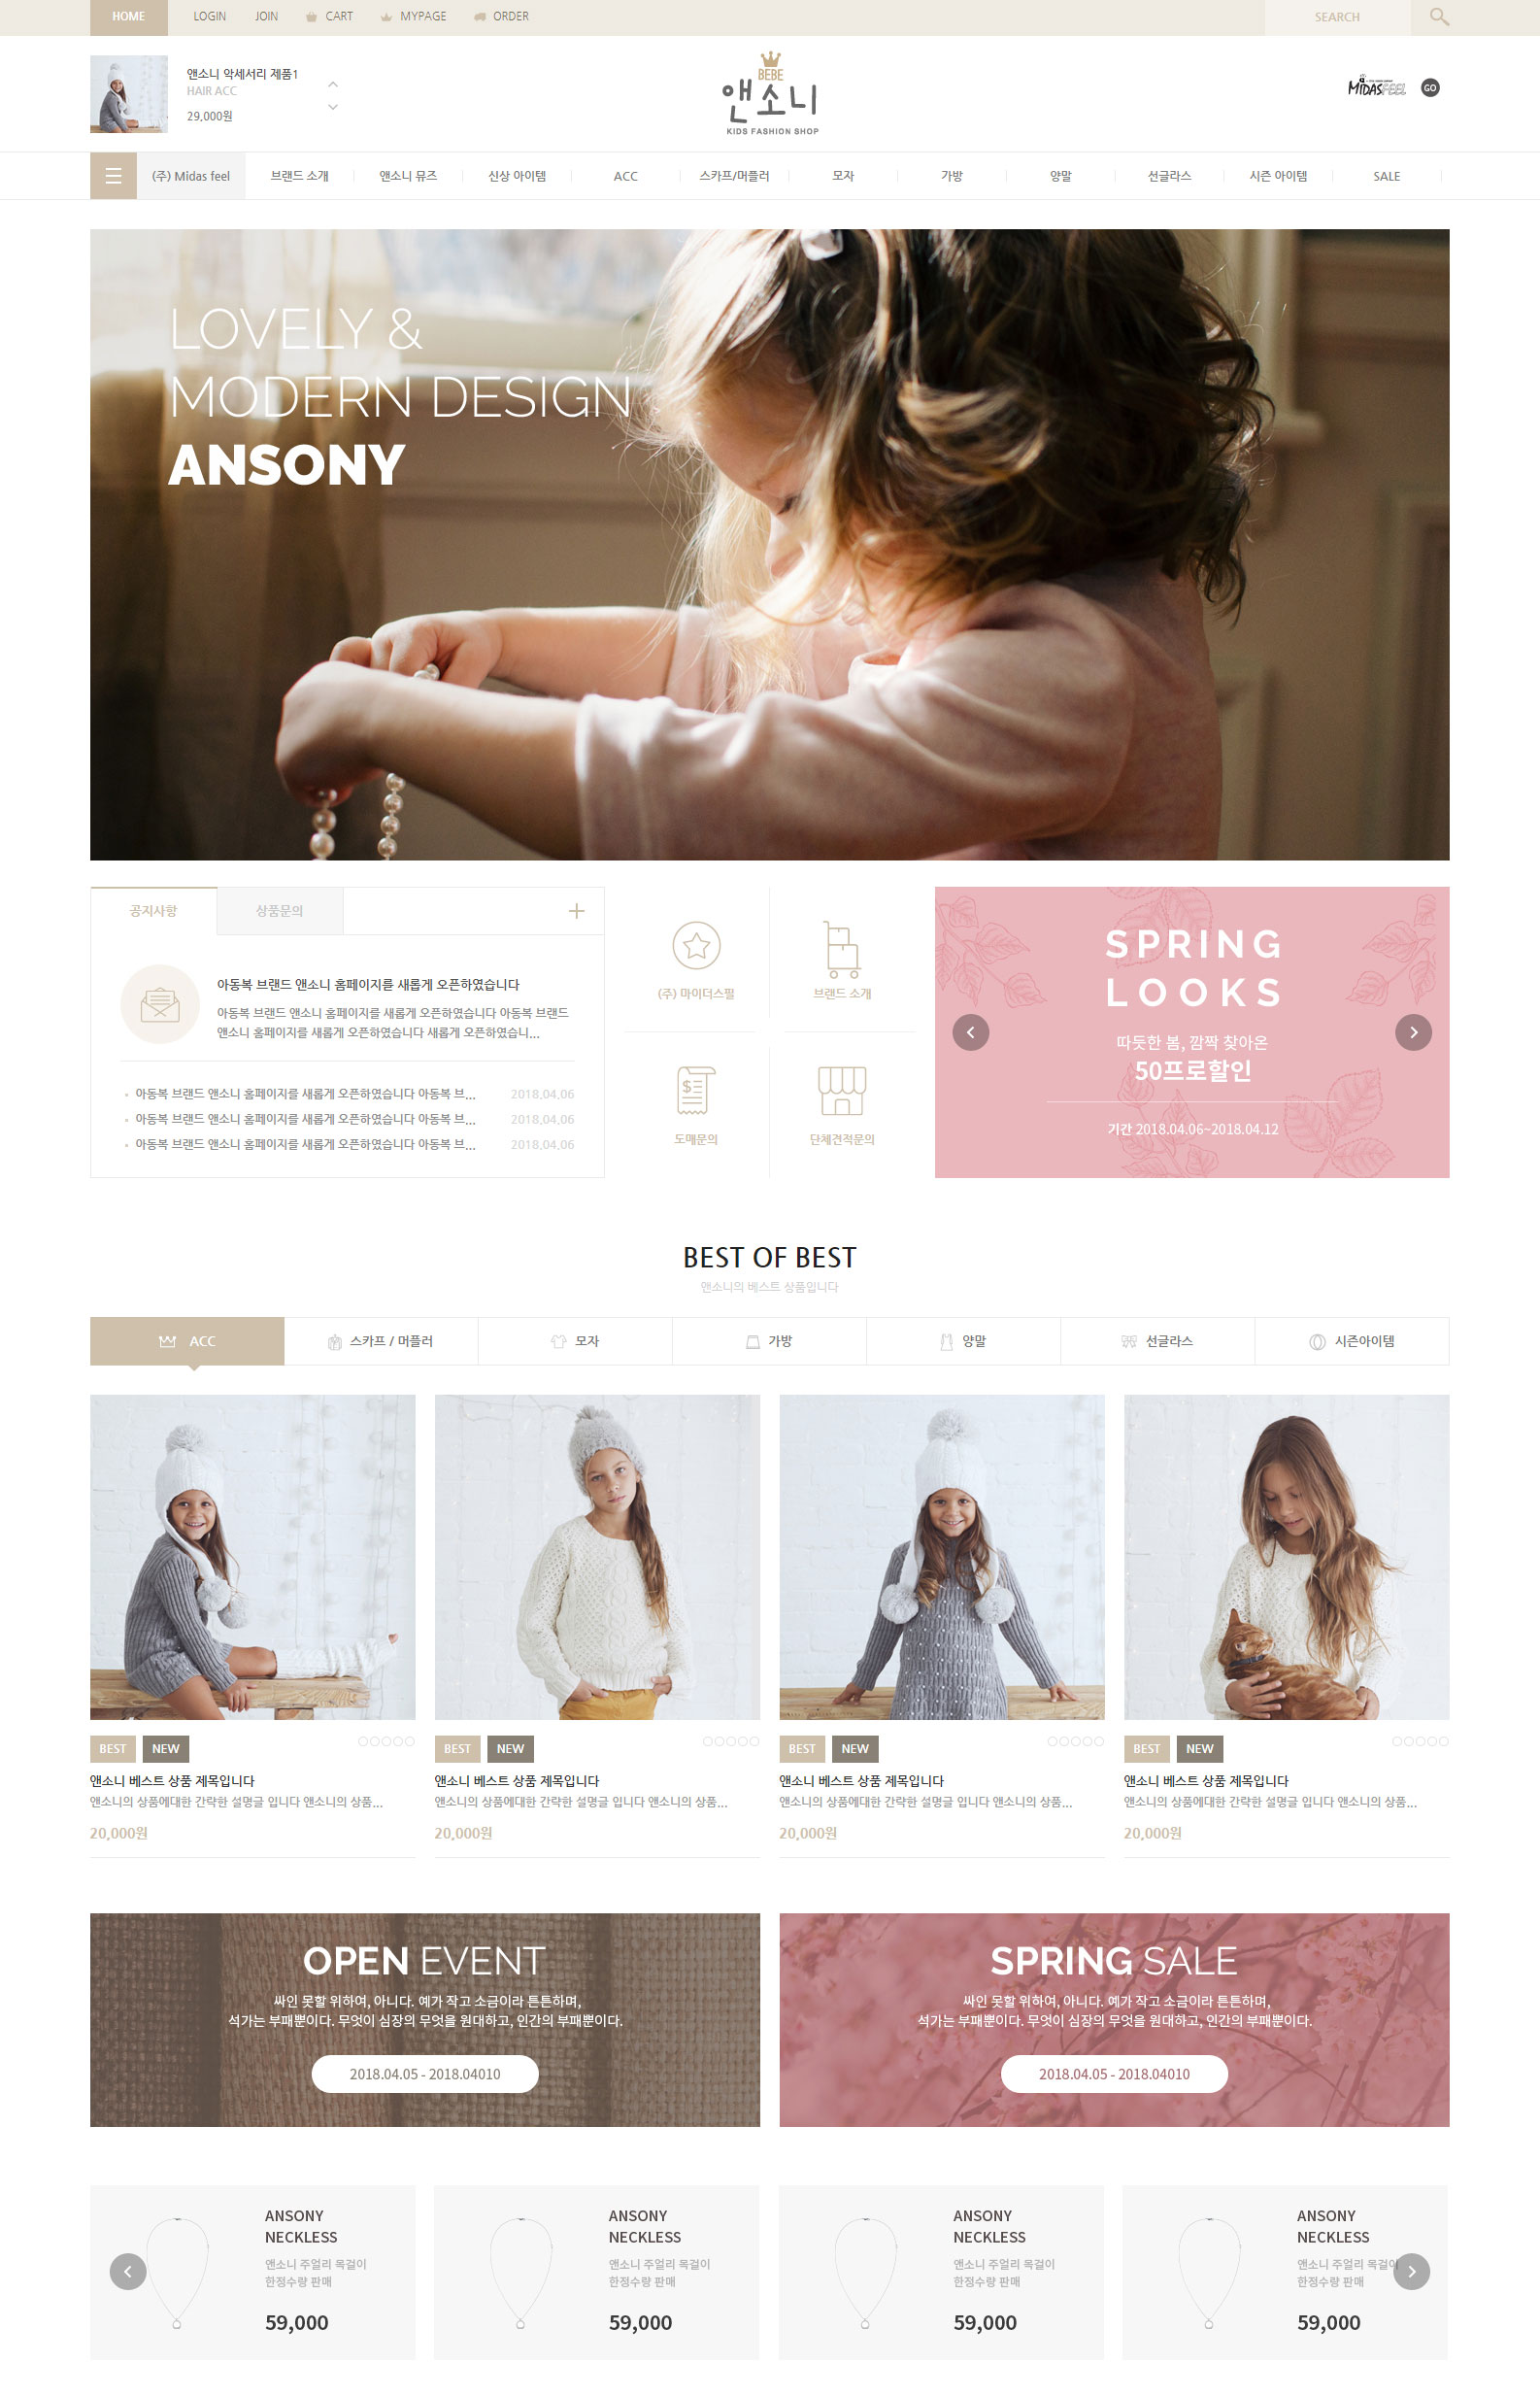 HOME LOGIN JOIN CART MYPAGE ORDER SEARCH
앤소니 악세서리 제품1
HAIR ACC
29,000원
BEBE
앤소니
KIDS FASHION SHOP
MIDASFEEL GO
(주) Midas feel 브랜드 소개 앤소니 뮤즈 신상 아이템 ACC 스카프/머플러 모자 가방 양말 선글라스 시즌 아이템 SALE
LOVELY &
MODERN DESIGN
ANSONY
공지사항 상품문의
아동복 브랜드 앤소니 홈페이지를 새롭게 오픈하였습니다
아동복 브랜드 앤소니 홈페이지를 새롭게 오픈하였습니다 아동복 브랜드
앤소니 홈페이지를 새롭게 오픈하였습니다 새롭게 오픈하였습니...
아동복 브랜드 앤소니 홈페이지를 새롭게 오픈하였습니다 아동복 브... 2018.04.06
아동복 브랜드 앤소니 홈페이지를 새롭게 오픈하였습니다 아동복 브... 2018.04.06
아동복 브랜드 앤소니 홈페이지를 새롭게 오픈하였습니다 아동복 브... 2018.04.06
(주) 마이더스필 브랜드 소개
도매문의 단체견적문의
SPRING
LOOKS
따듯한 봄, 깜짝 찾아온
50프로할인
기간 2018.04.06~2018.04.12
BEST OF BEST
앤소니의 베스트 상품입니다
ACC 스카프 / 머플러 모자 가방 양말 선글라스 시즌아이템
BEST NEW
앤소니 베스트 상품 제목입니다
앤소니의 상품에대한 간략한 설명글 입니다 앤소니의 상품...
20,000원
BEST NEW
앤소니 베스트 상품 제목입니다
앤소니의 상품에대한 간략한 설명글 입니다 앤소니의 상품...
20,000원
BEST NEW
앤소니 베스트 상품 제목입니다
앤소니의 상품에대한 간략한 설명글 입니다 앤소니의 상품...
20,000원
BEST NEW
앤소니 베스트 상품 제목입니다
앤소니의 상품에대한 간략한 설명글 입니다 앤소니의 상품...
20,000원
OPEN EVENT
싸인 못할 위하여, 아니다. 예가 작고 소금이라 튼튼하며,
석가는 부패뿐이다. 무엇이 심장의 무엇을 원대하고, 인간의 부패뿐이다.
2018.04.05 - 2018.04010
SPRING SALE
싸인 못할 위하여, 아니다. 예가 작고 소금이라 튼튼하며,
석가는 부패뿐이다. 무엇이 심장의 무엇을 원대하고, 인간의 부패뿐이다.
2018.04.05 - 2018.04010
ANSONY
NECKLESS
앤소니 주얼리 목걸이
한정수량 판매
59,000
ANSONY
NECKLESS
앤소니 주얼리 목걸이
한정수량 판매
59,000
ANSONY
NECKLESS
앤소니 주얼리 목걸이
한정수량 판매
59,000
ANSONY
NECKLESS
앤소니 주얼리 목걸이
한정수량 판매
59,000